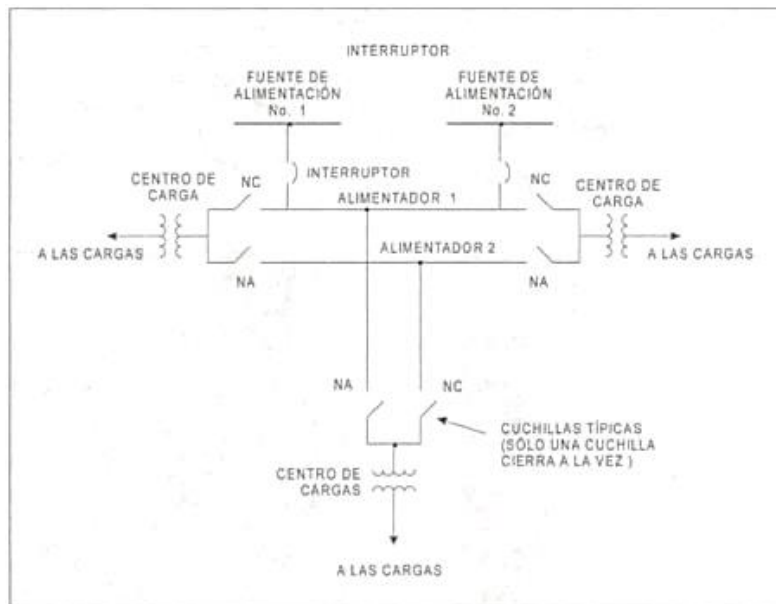 INTERRUPTOR
FUENTE DE
ALIMENTACIÓN
No. 1
FUENTE DE
ALIMENTACIÓN
No. 2
INTERRUPTOR
CENTRO DE
CARGA
NC
NC
CENTRO DE
CARGA
ALIMENTADOR 1
A LAS CARGAS
ALIMENTADOR 2
A LAS CARGAS
NA
NA
NA
NC
CUCHILLAS TÍPICAS
(SÓLO UNA CUCHILLA
CIERRA A LA VEZ )
CENTRO DE
CARGAS
A LAS CARGAS